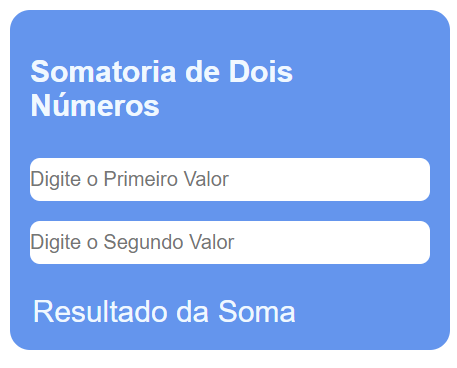 Somatoria de Dois
Números
Digite o Primeiro Valor
Digite o Segundo Valor
Resultado da Soma